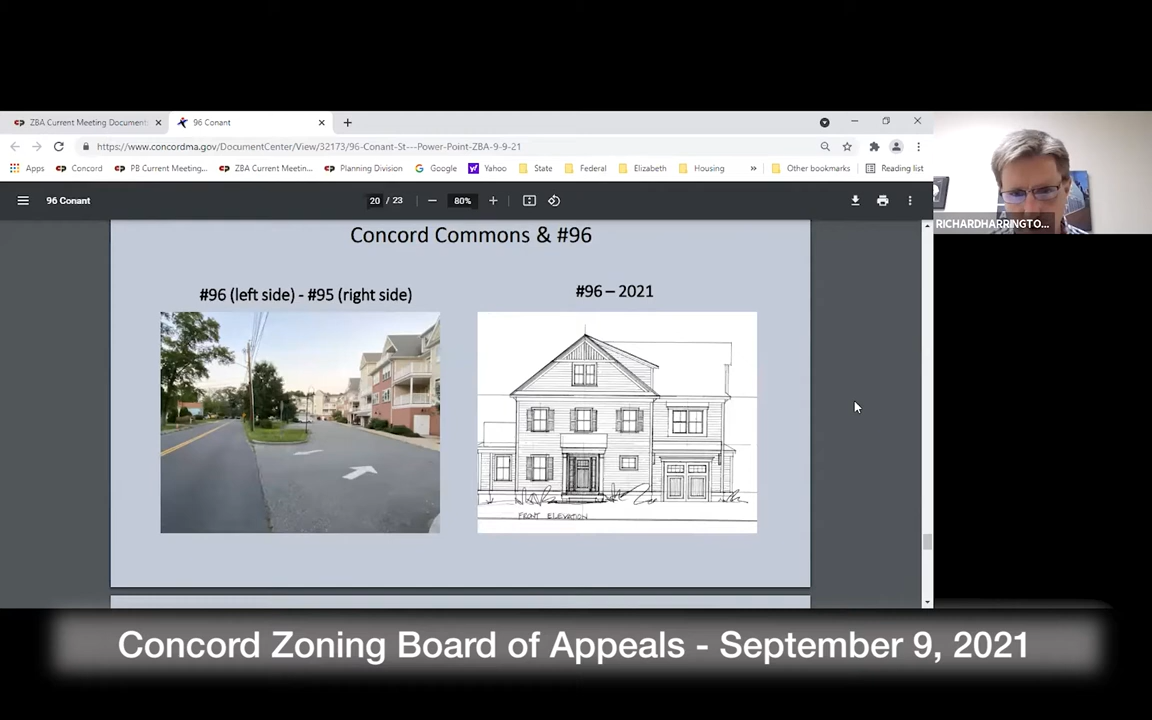 ZBA Current Meeting Document
96 Conant
https://www.concordma.gov/DocumentCenter/View/32173/96-Conant-St---Power-Point-ZBA-9-9-21
Apps Concord PB Current Meeting... ZBA Current Meetin... Planning Division Google Yahoo State Federal Elizabeth Housing » Other bookmarks Reading list
96 Conant
20 / 23
80%
RICHARDHARRINGTO...
Concord Commons & #96
#96 (left side) - #95 (right side)
#96 – 2021
FRONT ELEVATION
Concord Zoning Board of Appeals - September 9, 2021